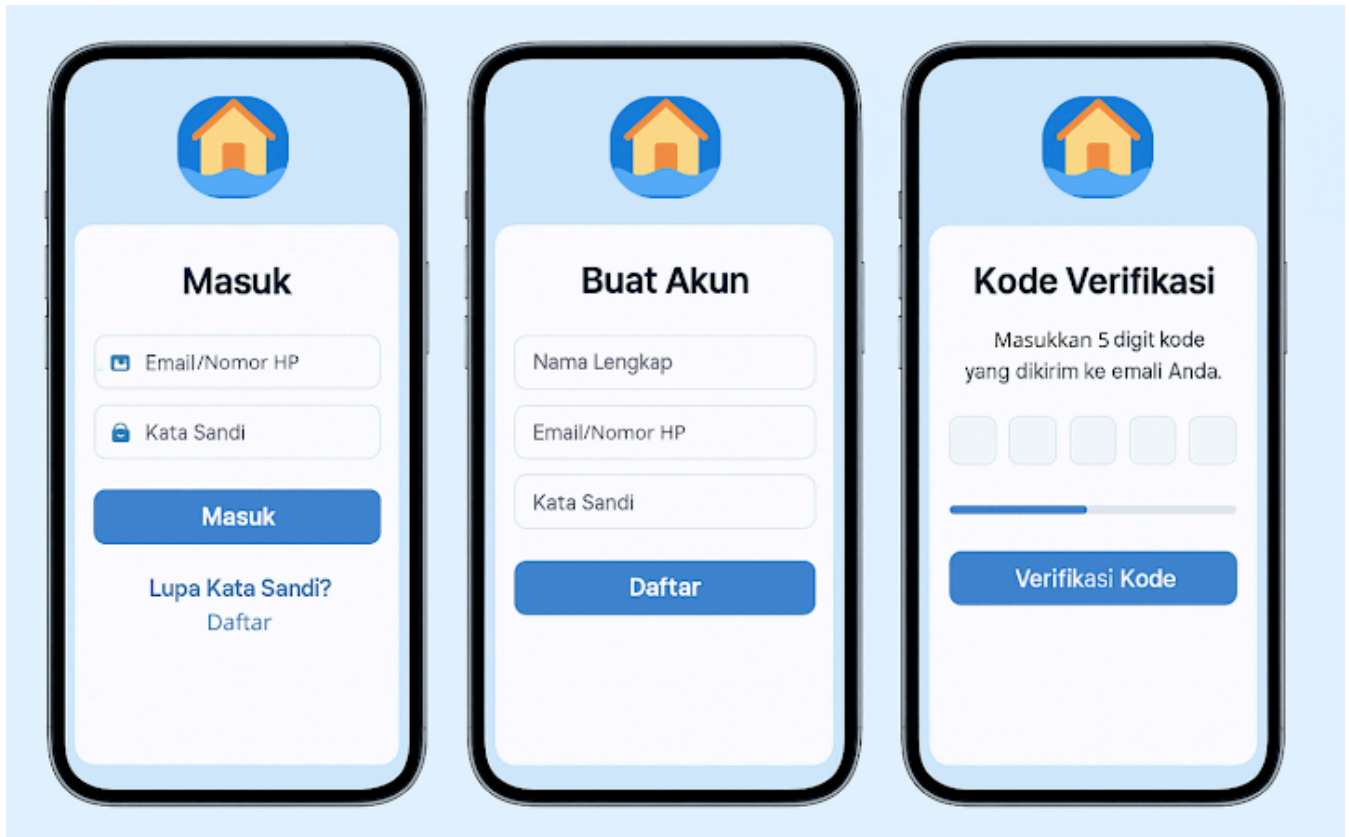 Masuk
Email/Nomor HP
Kata Sandi
Masuk
Lupa Kata Sandi?
Daftar
Buat Akun
Nama Lengkap
Email/Nomor HP
Kata Sandi
Daftar
Kode Verifikasi
Masukkan 5 digit kode
yang dikirim ke emali Anda.
Verifikasi Kode